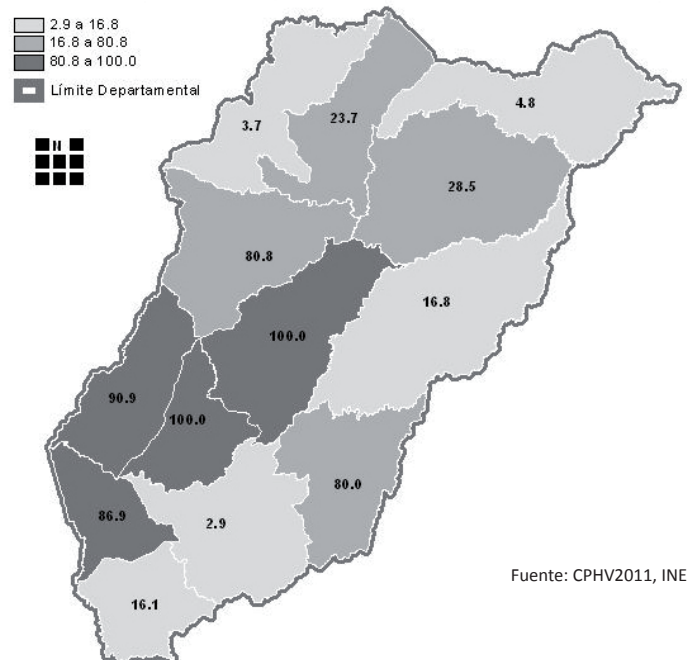 2.9 a 16.8
16.8 a 80.8
80.8 a 100.0
Límite Departamental
N
3.7
23.7
4.8
28.5
80.8
16.8
100.0
90.9
100.0
80.0
86.9
2.9
16.1
Fuente: CPHV2011, INE